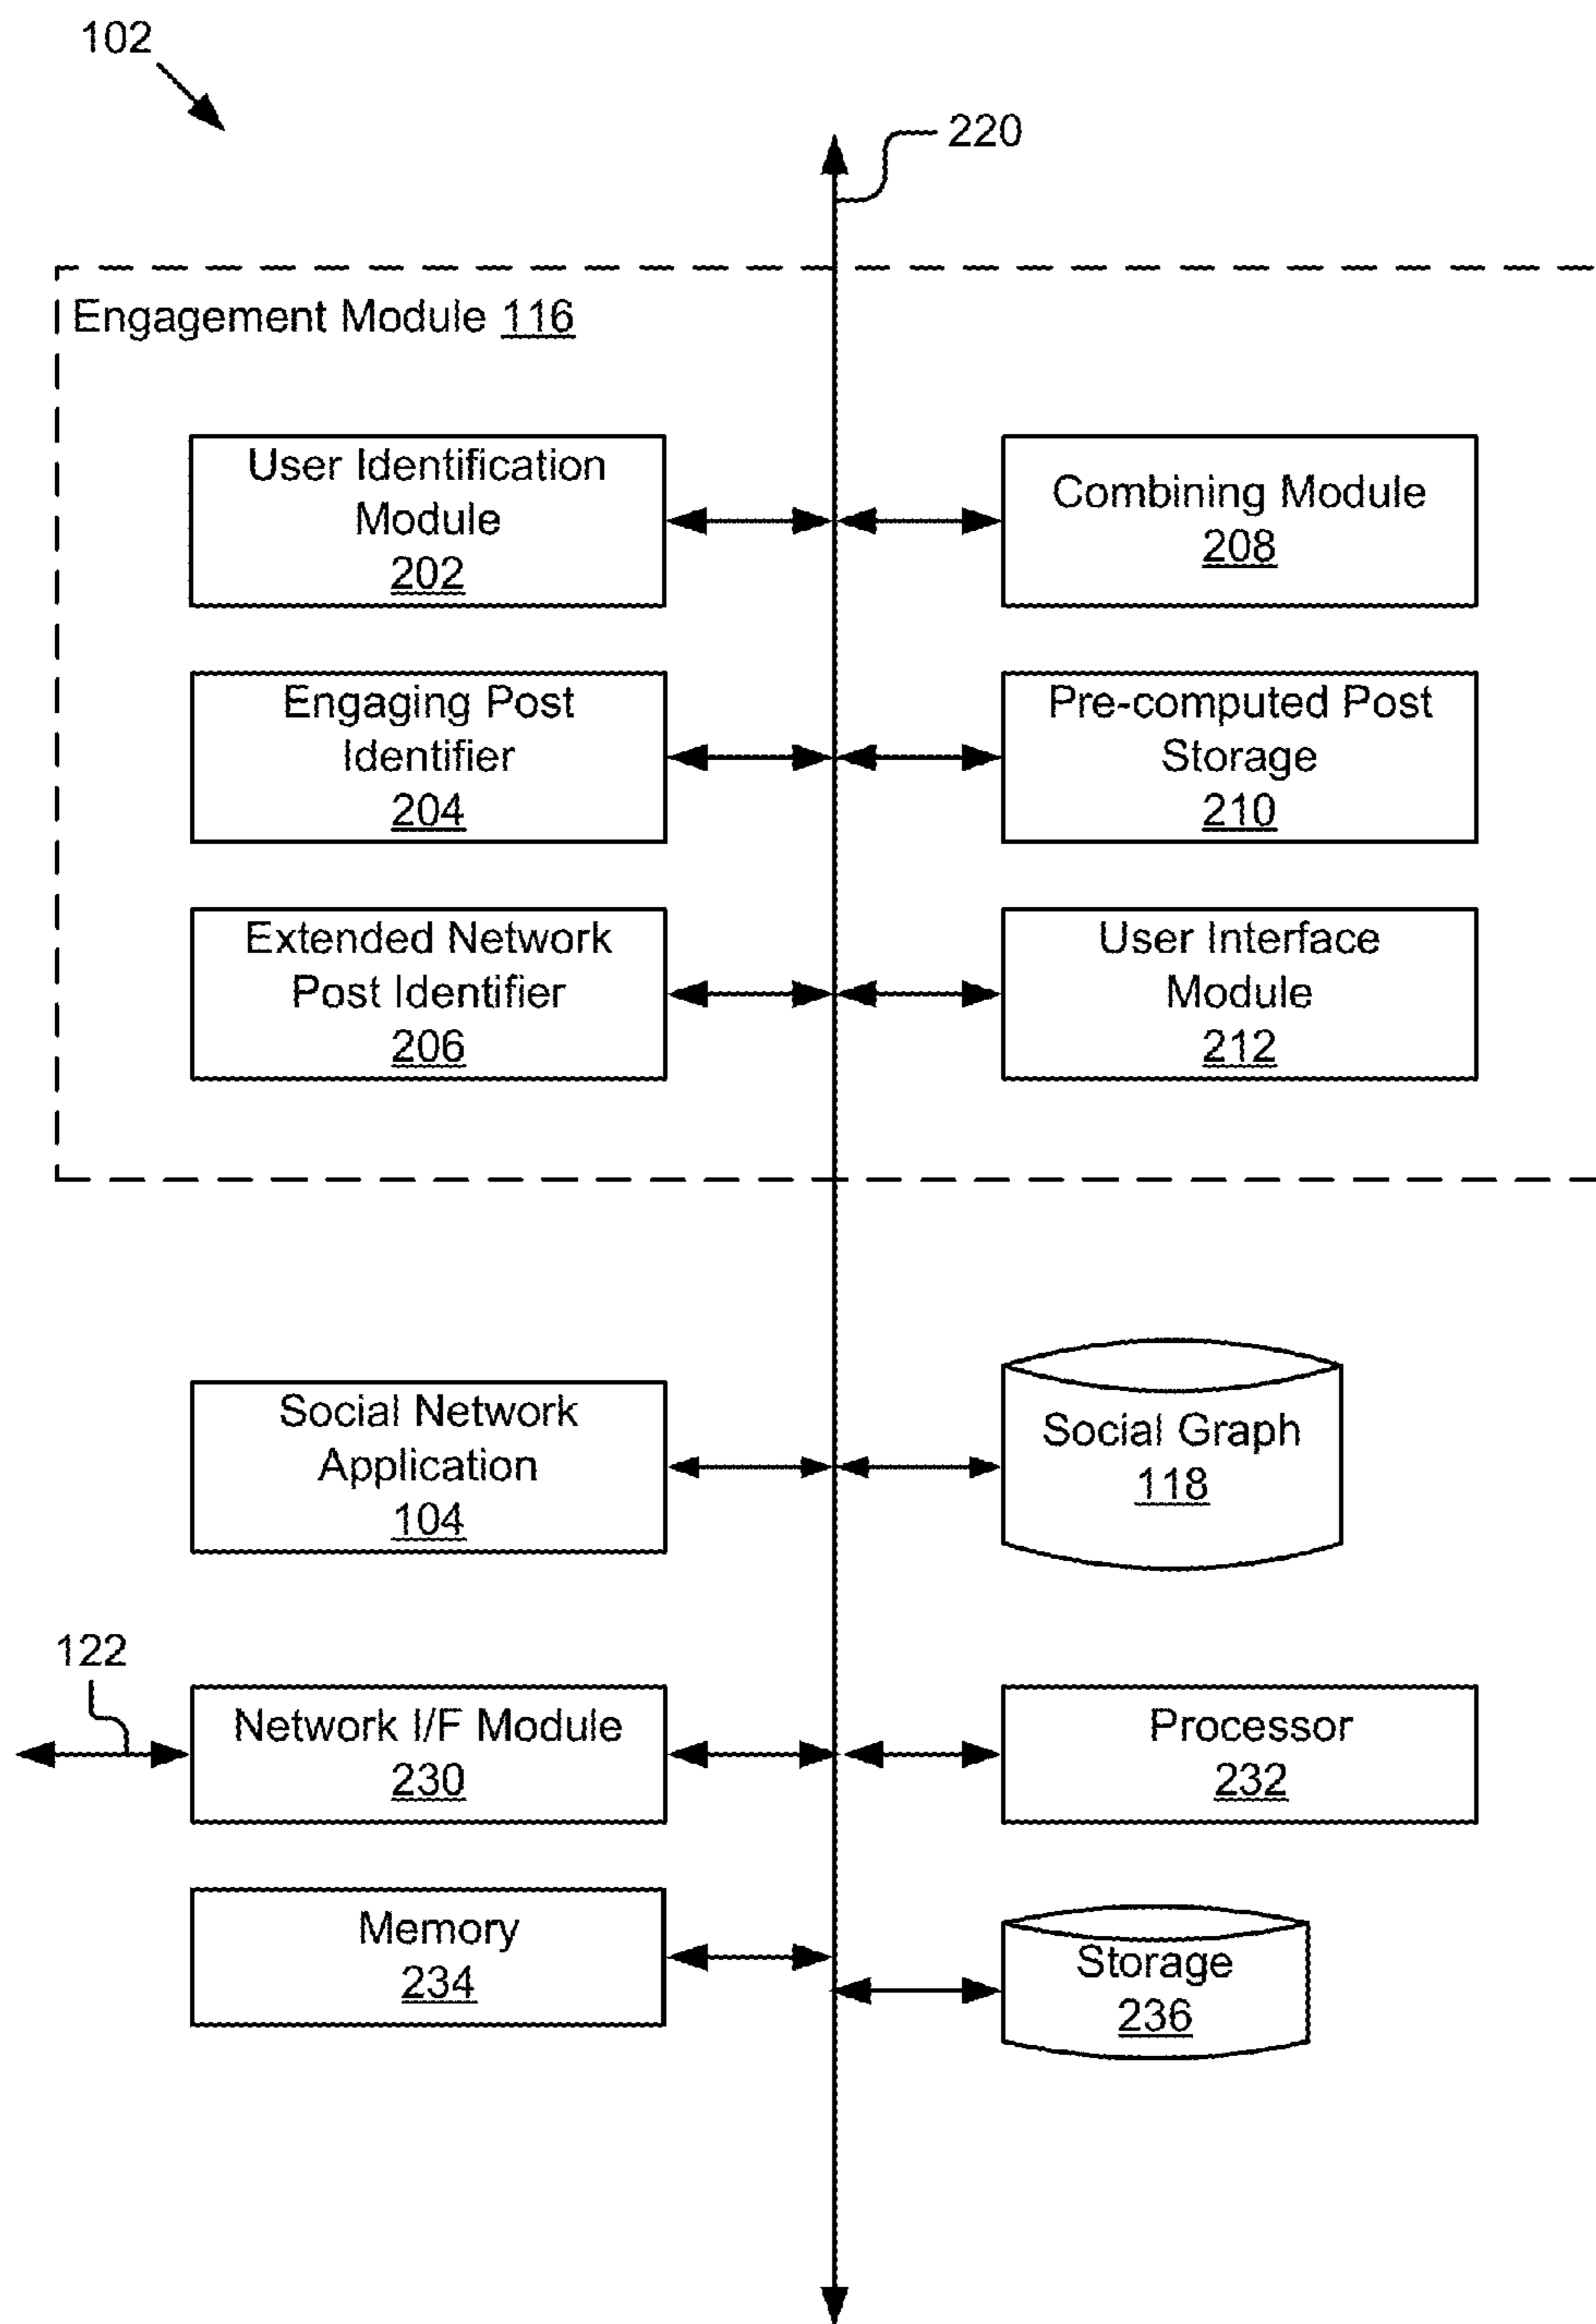 102
220
Engagement Module 116
User Identification
Module
202
Combining Module
208
Engaging Post
Identifier
204
Pre-computed Post
Storage
210
Extended Network
Post Identifier
206
User Interface
Module
212
Social Network
Application
104
Social Graph
118
122
Network I/F Module
230
Processor
232
Memory
234
Storage
236